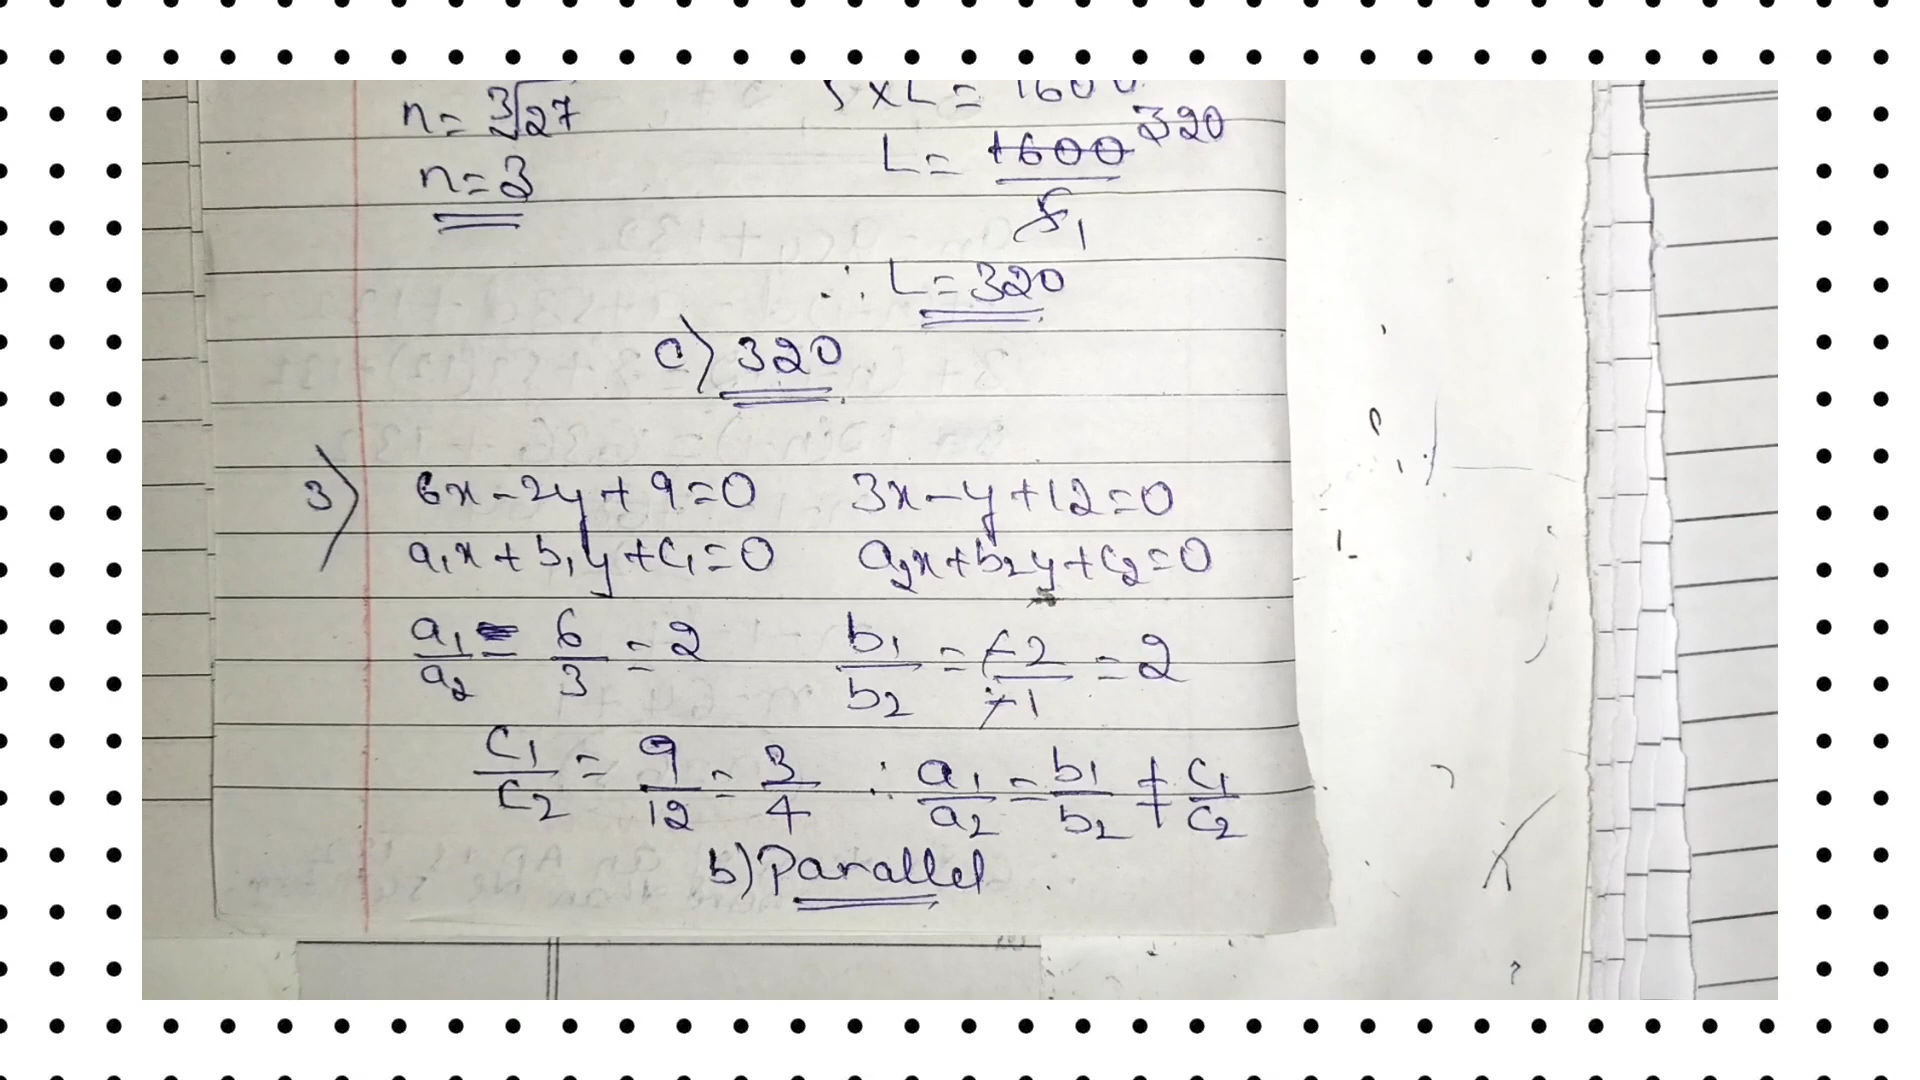 n = ∛27
n = 3
5 x L = 1600
L = 1600 320
5 1
∴ L = 320
c) 320
3) 6x - 2y + 9 = 0 3x - y + 12 = 0
a₁x + b₁y + c₁ = 0 a₂x + b₂y + c₂ = 0
a₁/a₂ = 6/3 = 2 b₁/b₂ = -2/-1 = 2
c₁/c₂ = 9/12 = 3/4 ∴ a₁/a₂ = b₁/b₂ ≠ c₁/c₂
b) Parallel